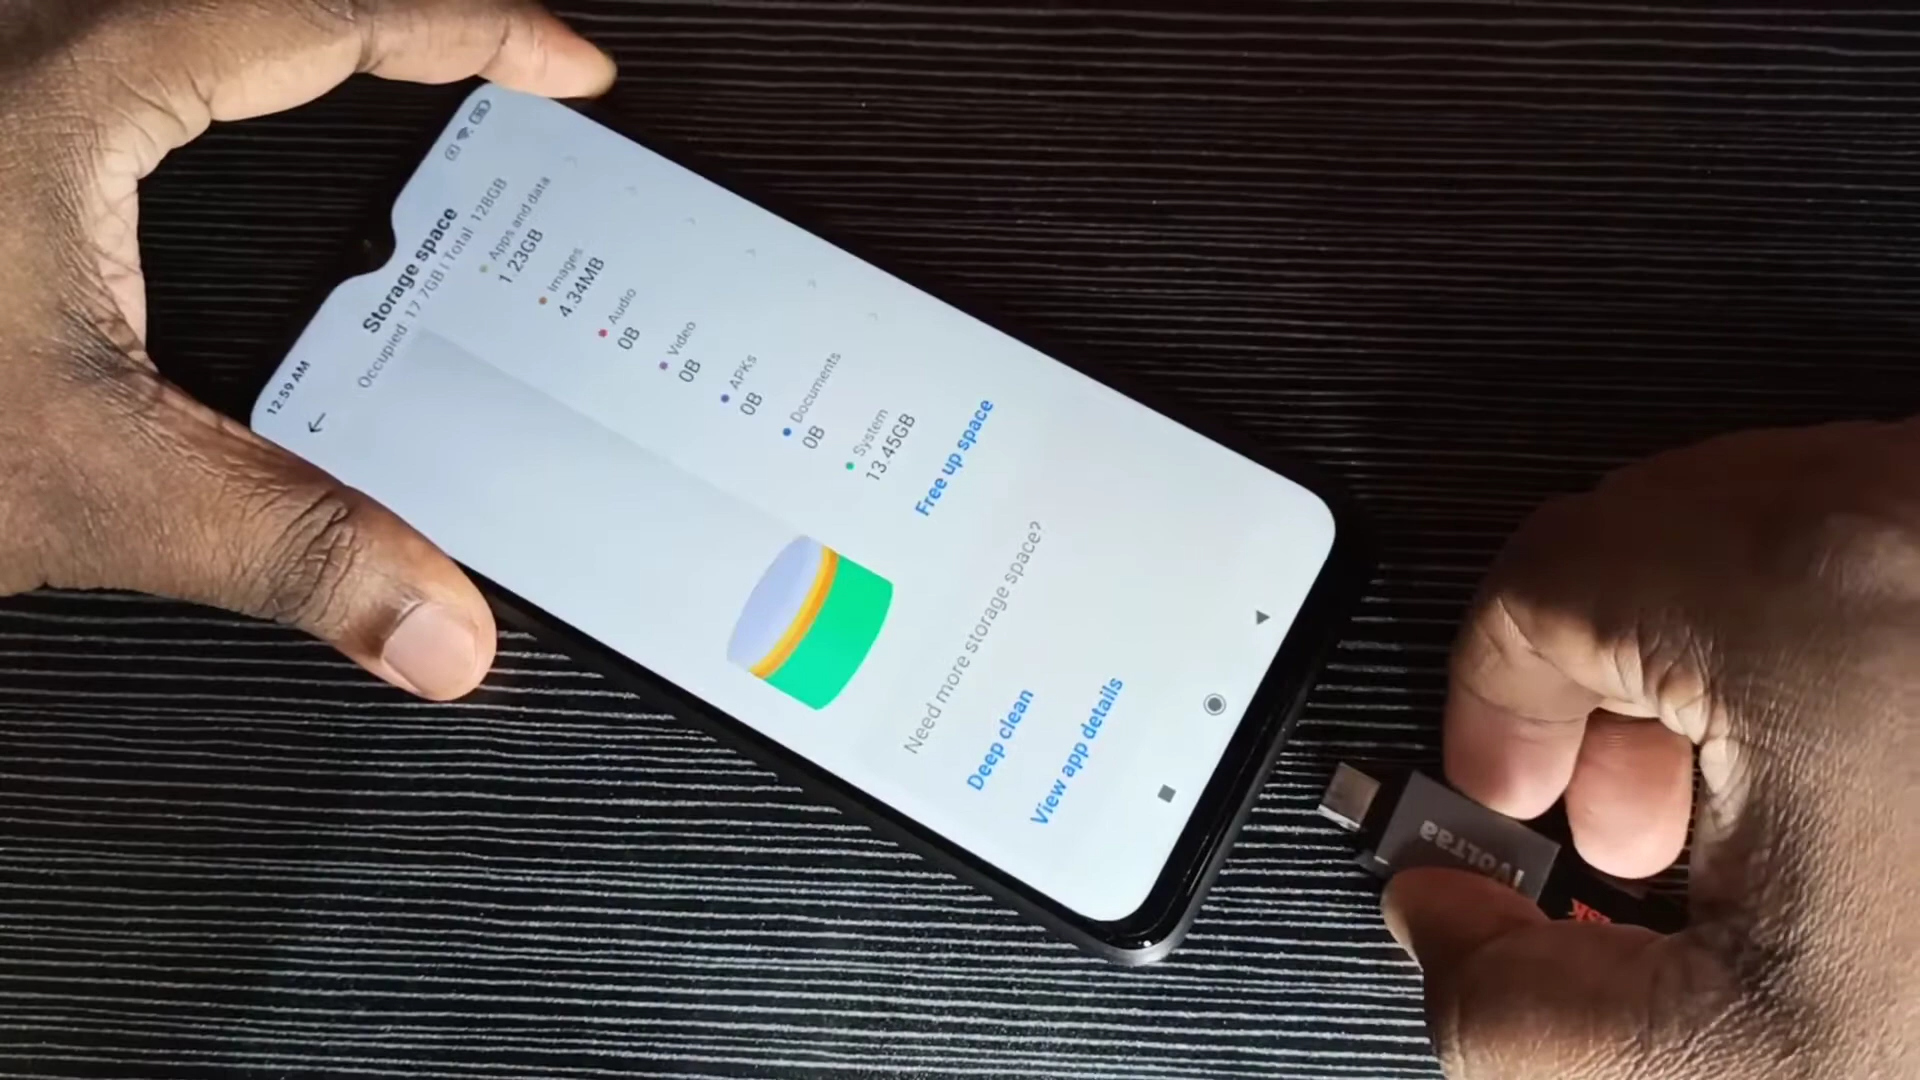 12:59 AM
Storage space
Occupied 17.7GB | Total 128GB
Apps and data
1.23GB
Images
4.34MB
Audio
0B
Video
0B
APKs
0B
Documents
0B
System
13.45GB
Free up space
Need more storage space?
Deep clean
View app details
iVOLTaa